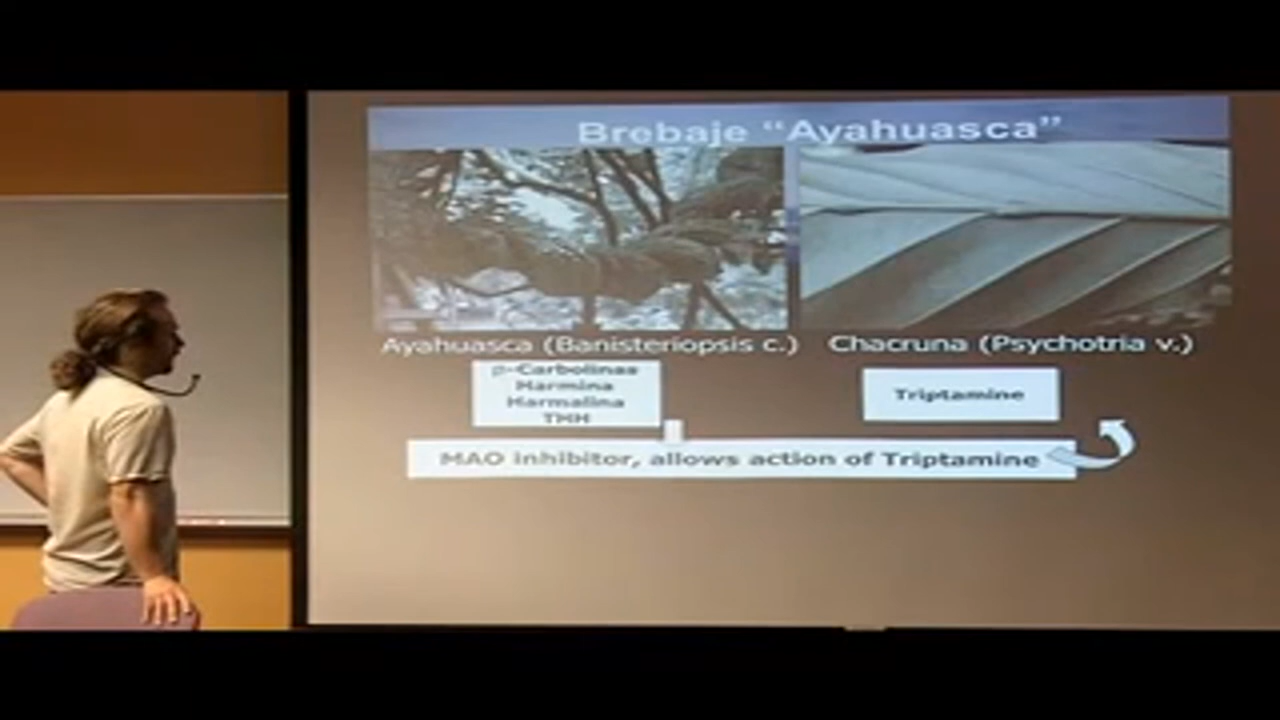 Brebaje “Ayahuasca”
Ayahuasca (Banisteriopsis c.)
Chacruna (Psychotria v.)
β-Carbolinas
Harmina
Harmalina
THH
Triptamine
MAO inhibitor, allows action of Triptamine